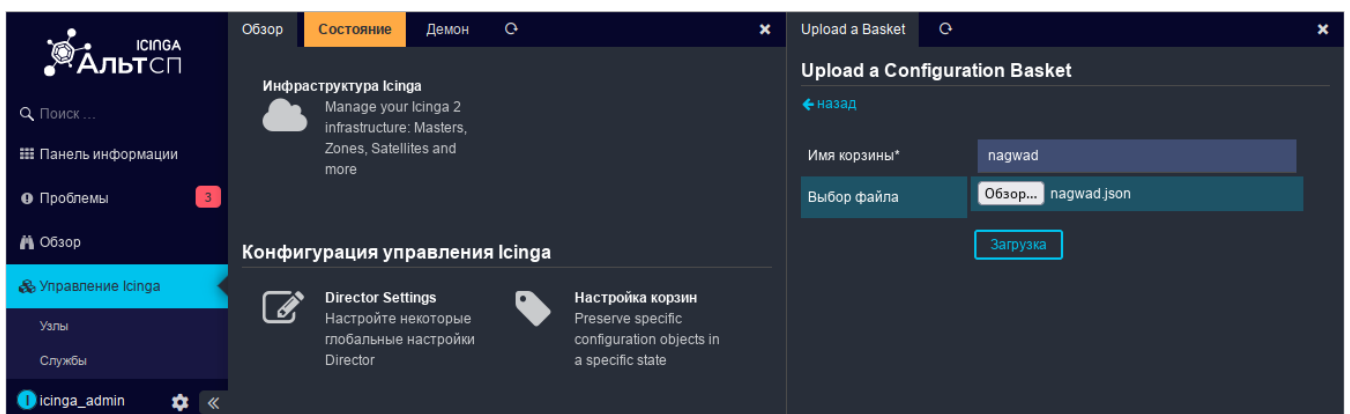 ICINGA
АЛЬТСП
Поиск ...
Панель информации
Проблемы
3
Обзор
Управление Icinga
Узлы
Службы
I
icinga_admin
Обзор
Состояние
Демон
Инфраструктура Icinga
Manage your Icinga 2
infrastructure: Masters,
Zones, Satellites and
more
Конфигурация управления Icinga
Director Settings
Настройте некоторые
глобальные настройки
Director
Настройка корзин
Preserve specific
configuration objects in
a specific state
Upload a Basket
Upload a Configuration Basket
назад
Имя корзины*
nagwad
Выбор файла
Обзор...
nagwad.json
Загрузка